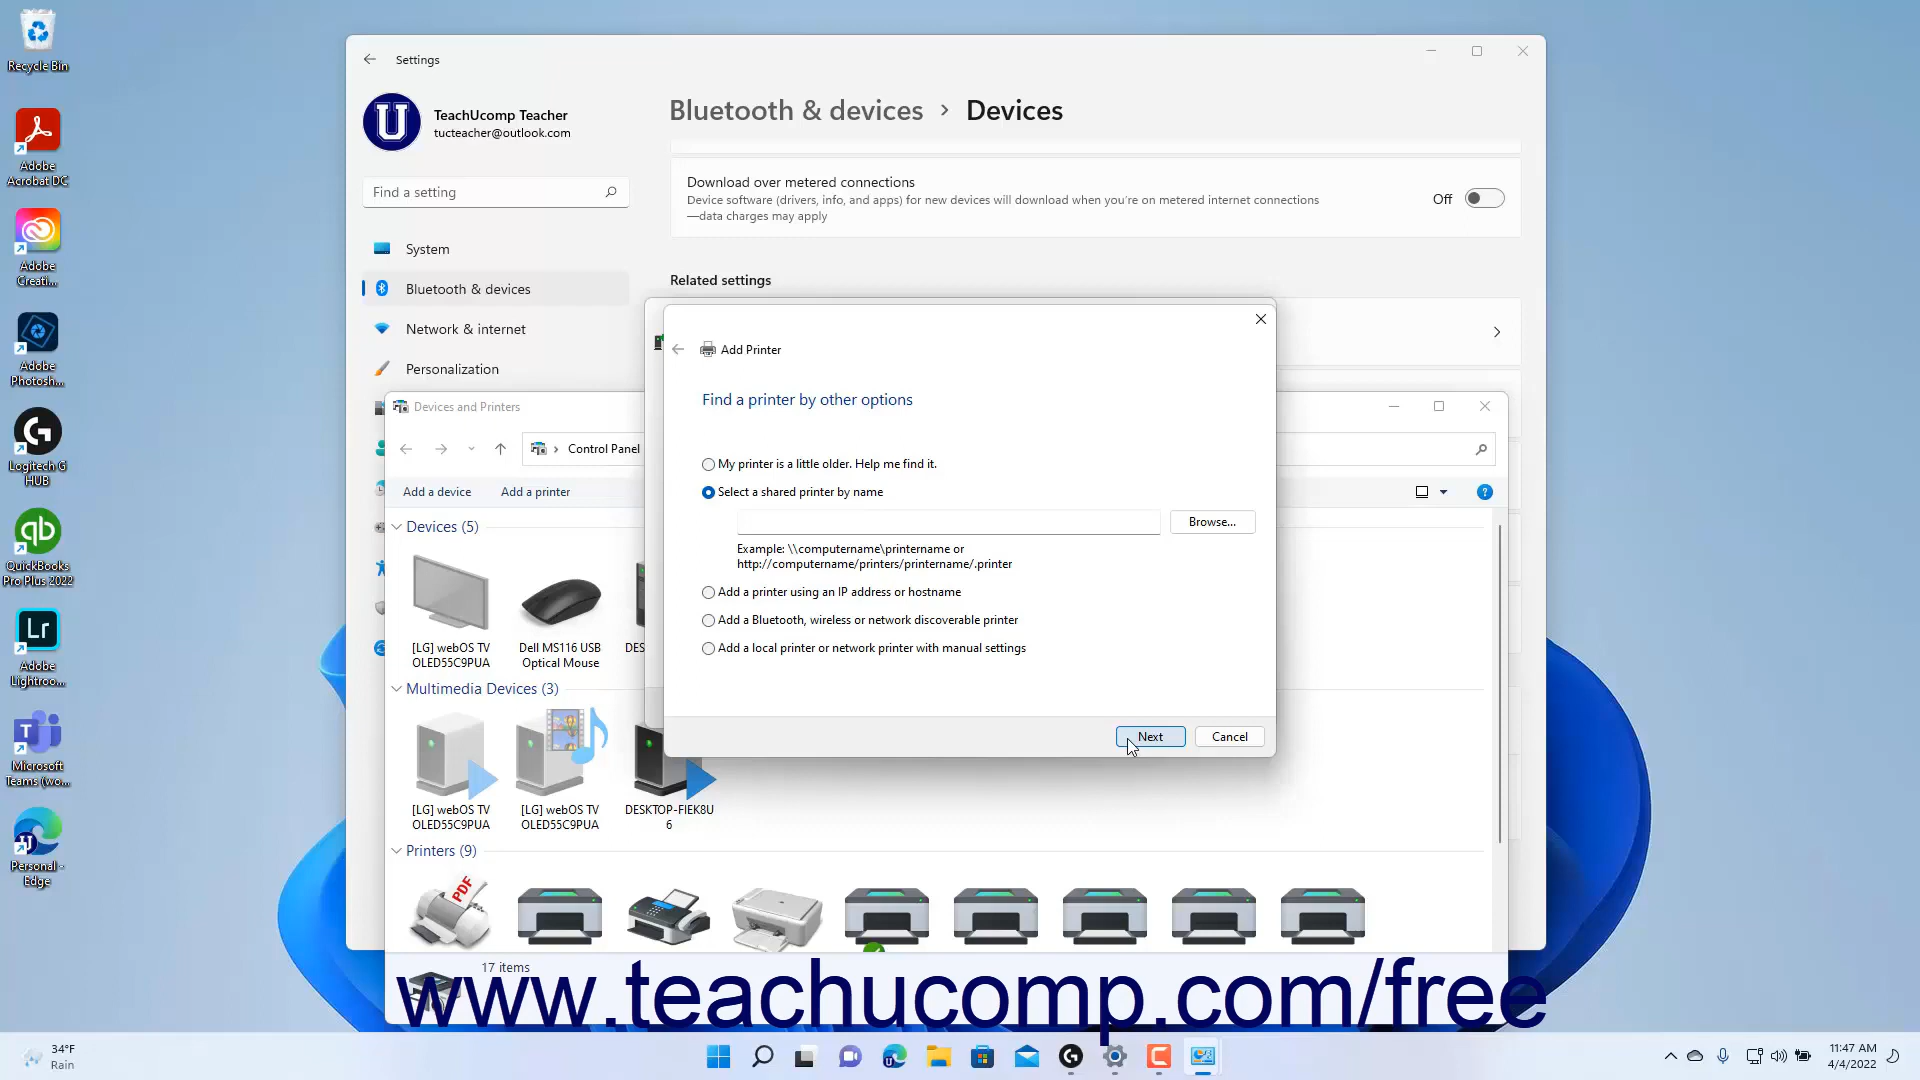 Recycle Bin
Adobe
Acrobat DC
Adobe
Creati...
Adobe
Photosh...
Logitech G
HUB
QuickBooks
Pro Plus 2022
Lr
Adobe
Lightroo...
Microsoft
Teams (wo...
Personal -
Edge
Settings
TeachUcomp Teacher
tucteacher@outlook.com
Find a setting
System
Bluetooth & devices
Network & internet
Personalization
Bluetooth & devices > Devices
Download over metered connections
Device software (drivers, info, and apps) for new devices will download when you're on metered internet connections
—data charges may apply
Off
Related settings
Devices and Printers
Control Panel
Add a device
Add a printer
Devices (5)
[LG] webOS TV
OLED55C9PUA
Dell MS116 USB
Optical Mouse
DES
Multimedia Devices (3)
[LG] webOS TV
OLED55C9PUA
[LG] webOS TV
OLED55C9PUA
DESKTOP-FIEK8U
6
Printers (9)
PDF
17 items
Add Printer
Find a printer by other options
My printer is a little older. Help me find it.
Select a shared printer by name
Browse...
Example: \\computername\printername or
http://computername/printers/printername/.printer
Add a printer using an IP address or hostname
Add a Bluetooth, wireless or network discoverable printer
Add a local printer or network printer with manual settings
Next
Cancel
www.teachucomp.com/free
34°F
Rain
11:47 AM
4/4/2022